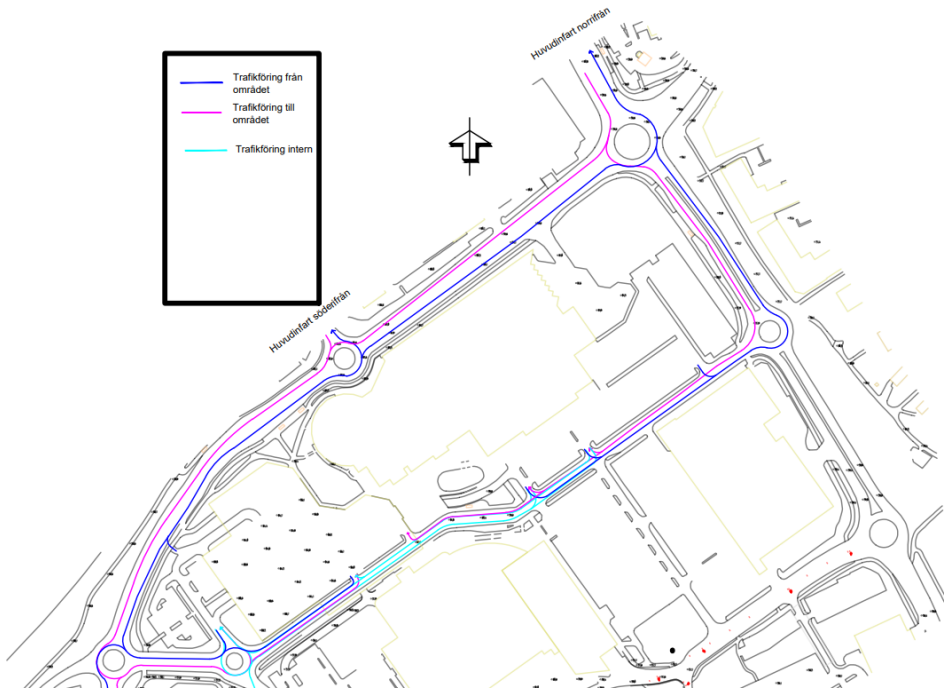 Huvudinfart norrifrån
Trafikföring från
området
Trafikföring till
området
Trafikföring intern
Huvudinfart söderifrån